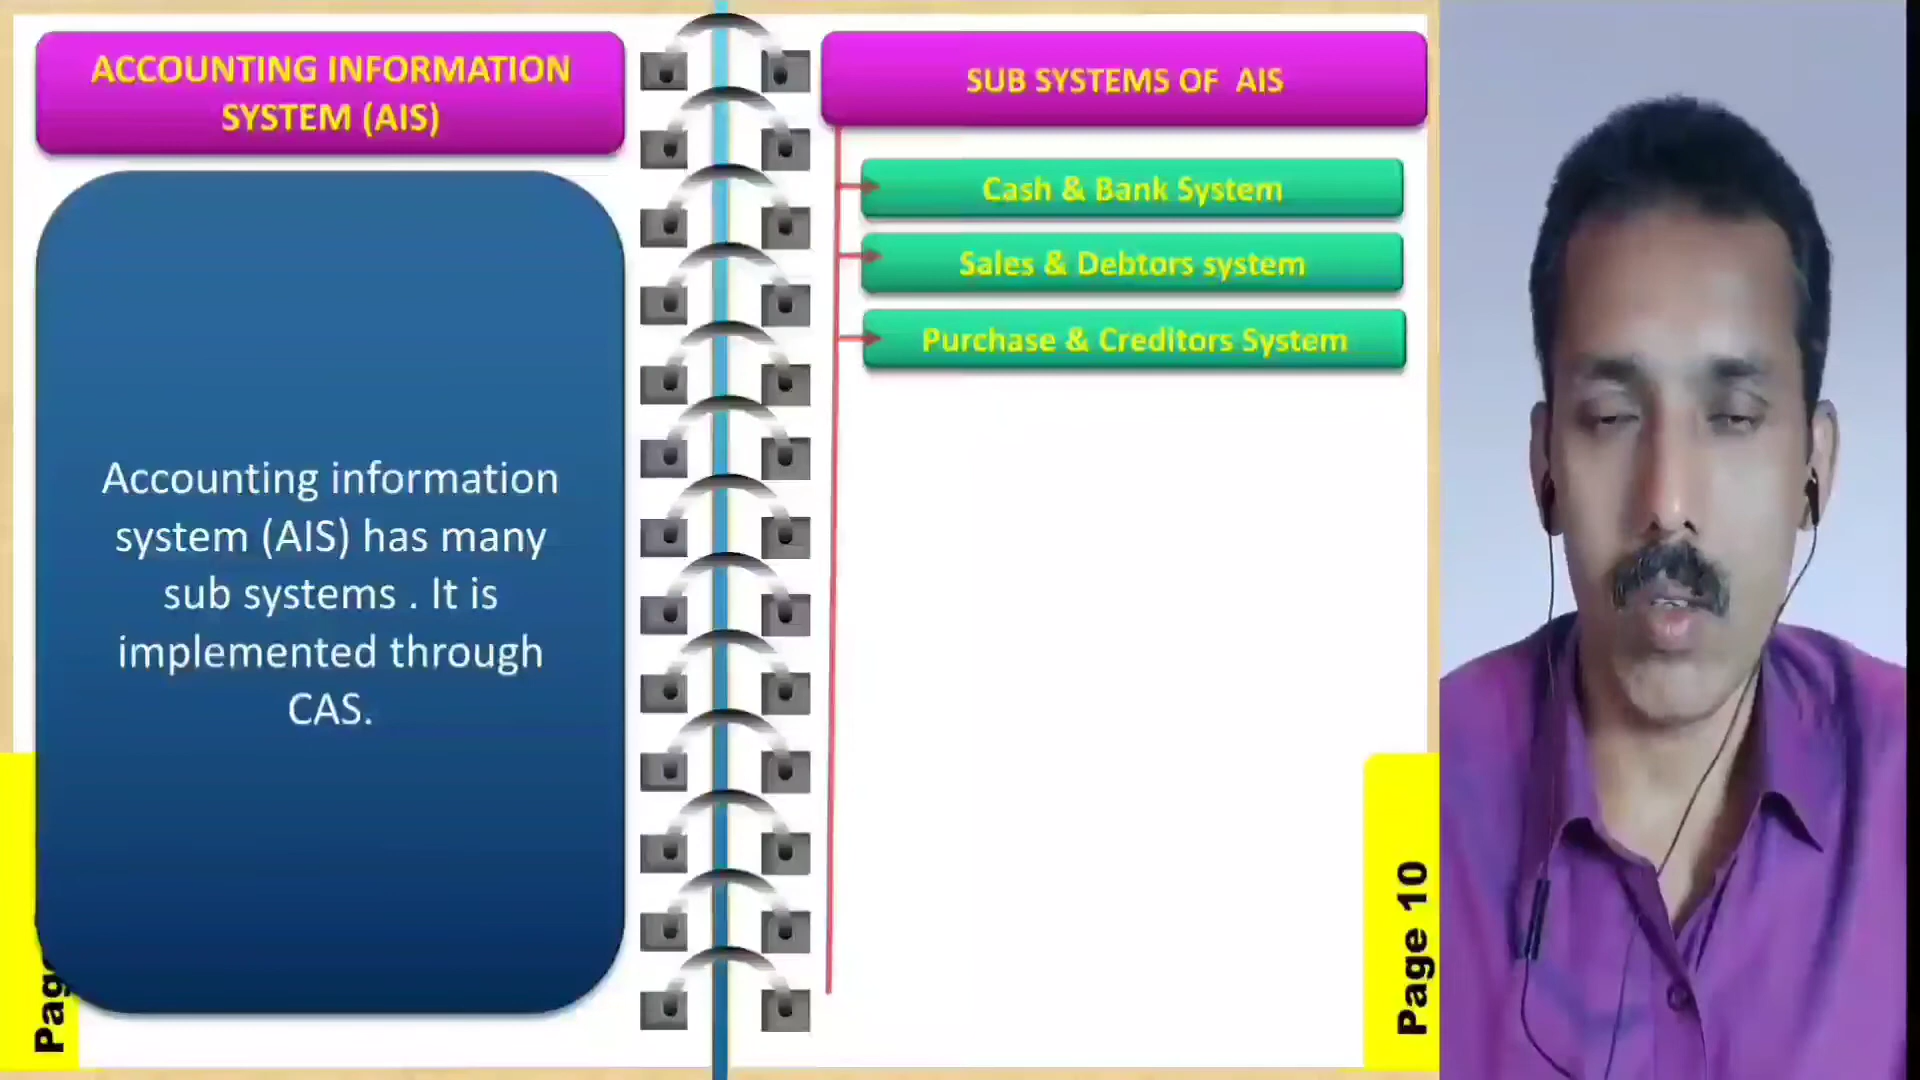 ACCOUNTING INFORMATION
SYSTEM (AIS)
Accounting information
system (AIS) has many
sub systems . It is
implemented through
CAS.
SUB SYSTEMS OF AIS
Cash & Bank System
Sales & Debtors system
Purchase & Creditors System
Page 10